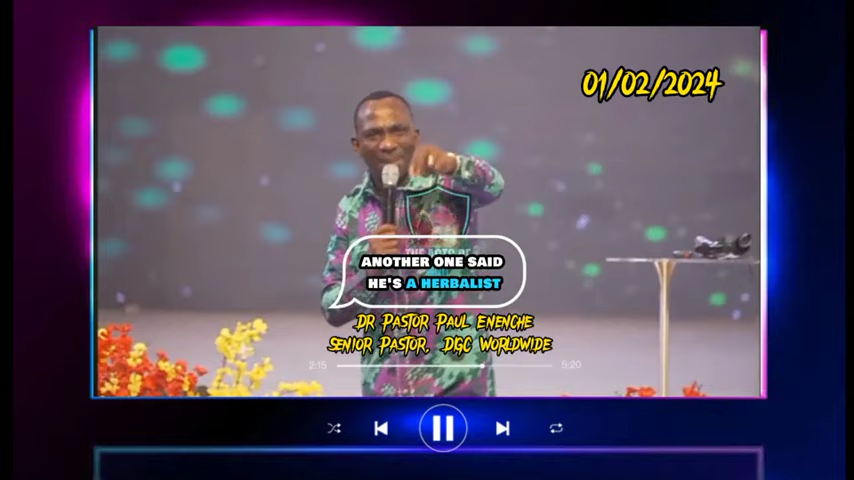 01/02/2024
ANOTHER ONE SAID
HE'S A HERBALIST
DR PASTOR PAUL ENENCHE
SENIOR PASTOR, DIGC WORLDWIDE
2:15 5:20